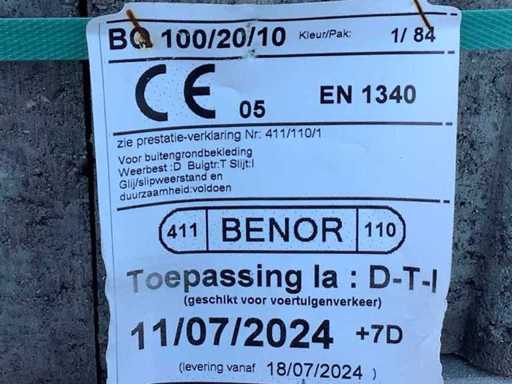 BO 100/20/10 Kleur/Pak: 1/ 84
CE 05 EN 1340
zie prestatie-verklaring Nr: 411/110/1
Voor buitengrondbekleding
Weerbest :D Buigtr:T Slijt:I
Glij/slipweerstand en
duurzaamheid:voldoen
411 BENOR 110
Toepassing Ia : D-T-I
(geschikt voor voertuigenverkeer)
11/07/2024 +7D
(levering vanaf 18/07/2024 )